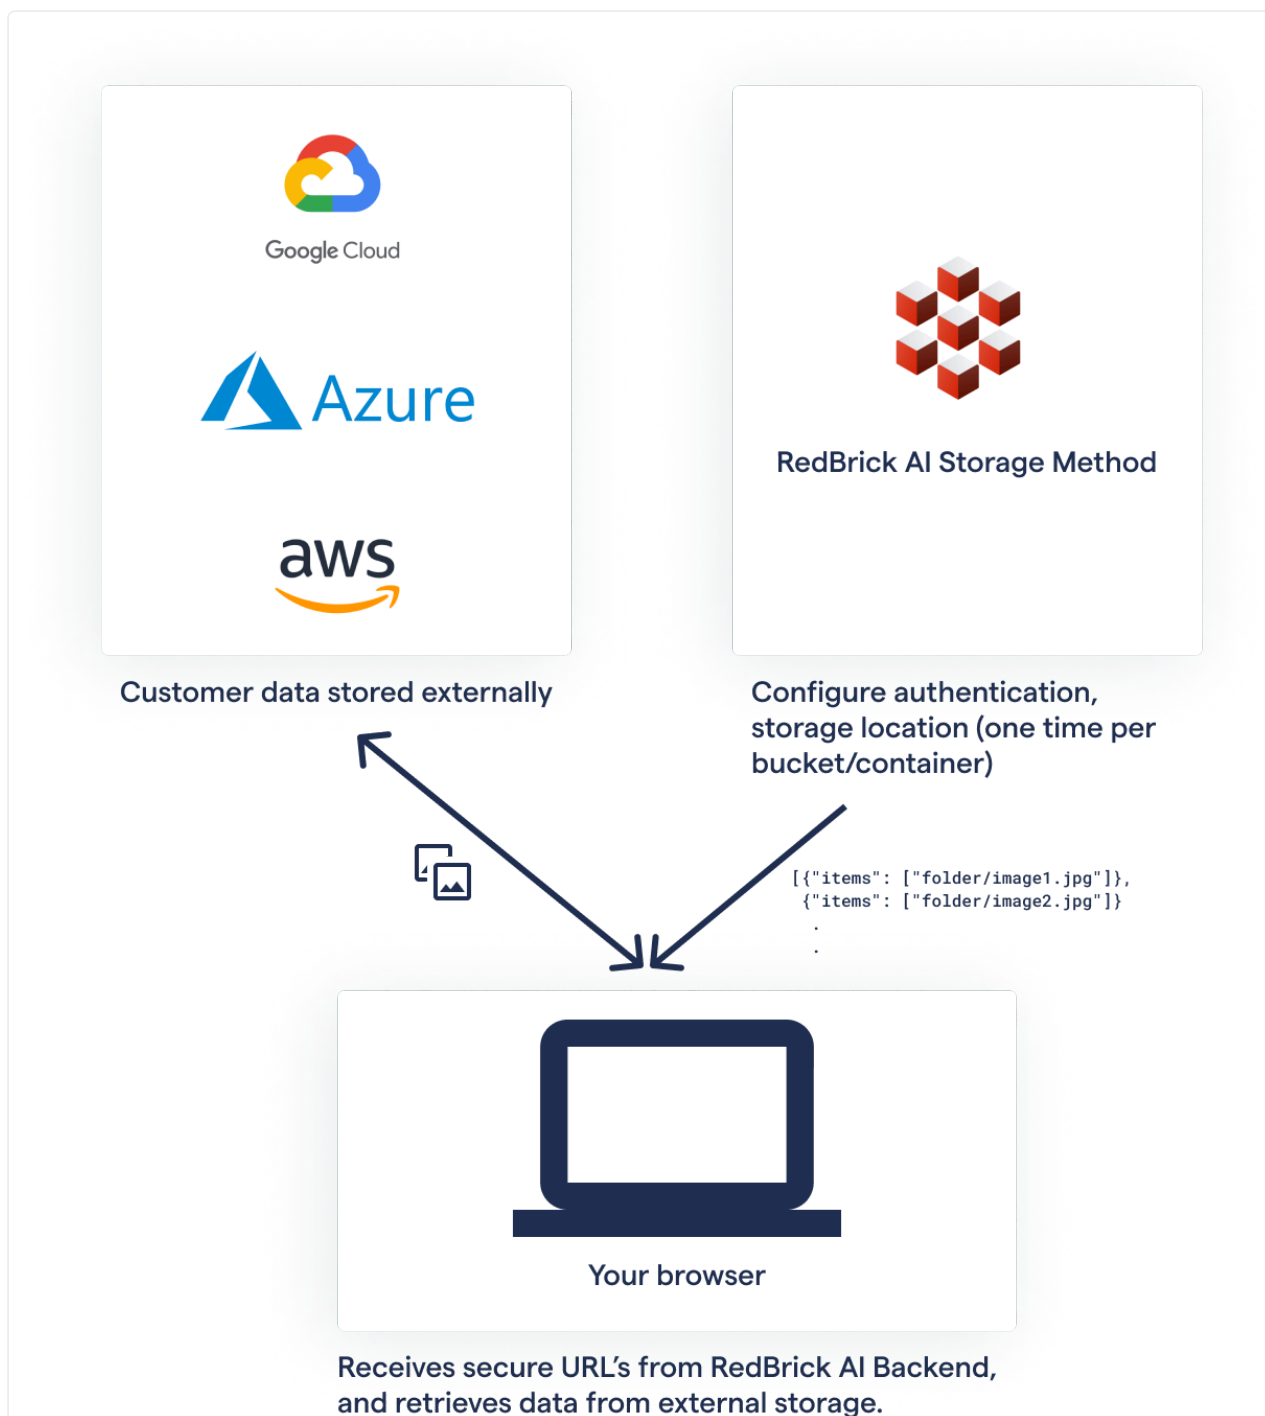 Google Cloud
Azure
aws
Customer data stored externally
RedBrick AI Storage Method
Configure authentication,
storage location (one time per
bucket/container)
[{"items": ["folder/image1.jpg"]},
{"items": ["folder/image2.jpg"]}
.
.
Your browser
Receives secure URL’s from RedBrick AI Backend,
and retrieves data from external storage.